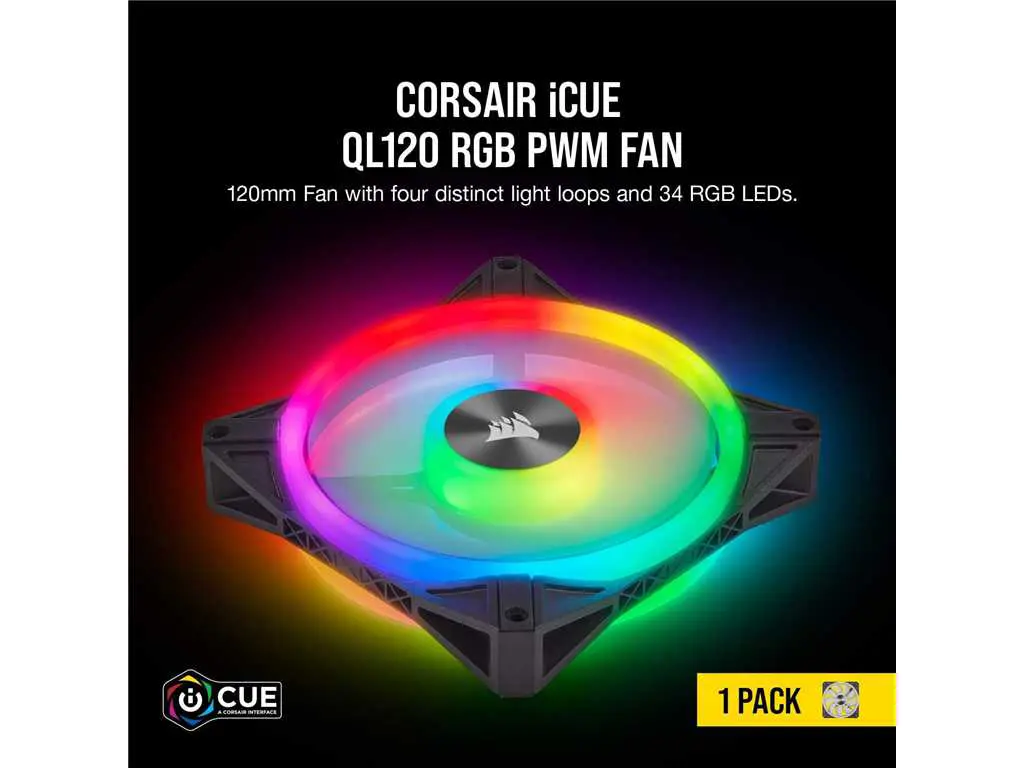 CORSAIR iCUE
QL120 RGB PWM FAN
120mm Fan with four distinct light loops and 34 RGB LEDs.
iCUE
A CORSAIR INTERFACE
1 PACK